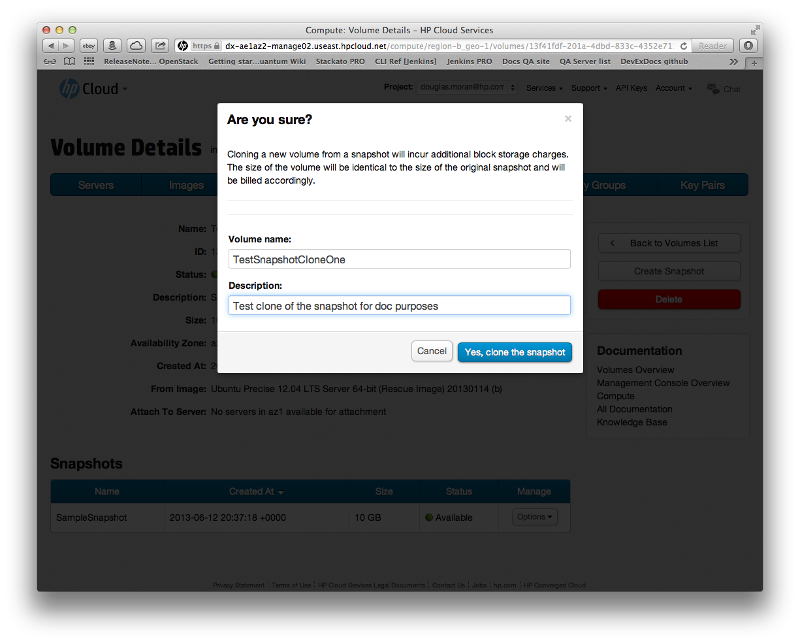 Compute: Volume Details - HP Cloud Services
ebay
hp https dx-ae1az2-manage02.useast.hpcloud.net/compute/region-b_geo-1/volumes/13f41fdf-201a-4dbd-833c-4352e71
Reader
ReleaseNote... OpenStack Getting star...uantum Wiki Stackato PRO CLI Ref [Jenkins] Jenkins PRO Docs QA site QA Server list DevExDocs github
hp Cloud
Project: douglas.moran@hp.com Services Support API Keys Account Chat
Are you sure?
Volume Details in
Cloning a new volume from a snapshot will incur additional block storage charges.
The size of the volume will be identical to the size of the original snapshot and will
be billed accordingly.
Servers Images y Groups Key Pairs
Name: T
ID: 1
Status:
Description: S
Size: 1
Availability Zone: a
Created At: 2
From Image: Ubuntu Precise 12.04 LTS Server 64-bit (Rescue Image) 20130114 (b)
Attach To Server: No servers in az1 available for attachment
Volume name:
TestSnapshotCloneOne
Description:
Test clone of the snapshot for doc purposes
Cancel Yes, clone the snapshot
Back to Volumes List
Create Snapshot
Delete
Documentation
Volumes Overview
Management Console Overview
Compute
All Documentation
Knowledge Base
Snapshots
Name Created At Size Status Manage
SampleSnapshot 2013-06-12 20:37:18 +0000 10 GB Available Options
Privacy Statement | Terms of Use | HP Cloud Services Legal Documents | Contact Us | Jobs | hp.com | HP Converged Cloud